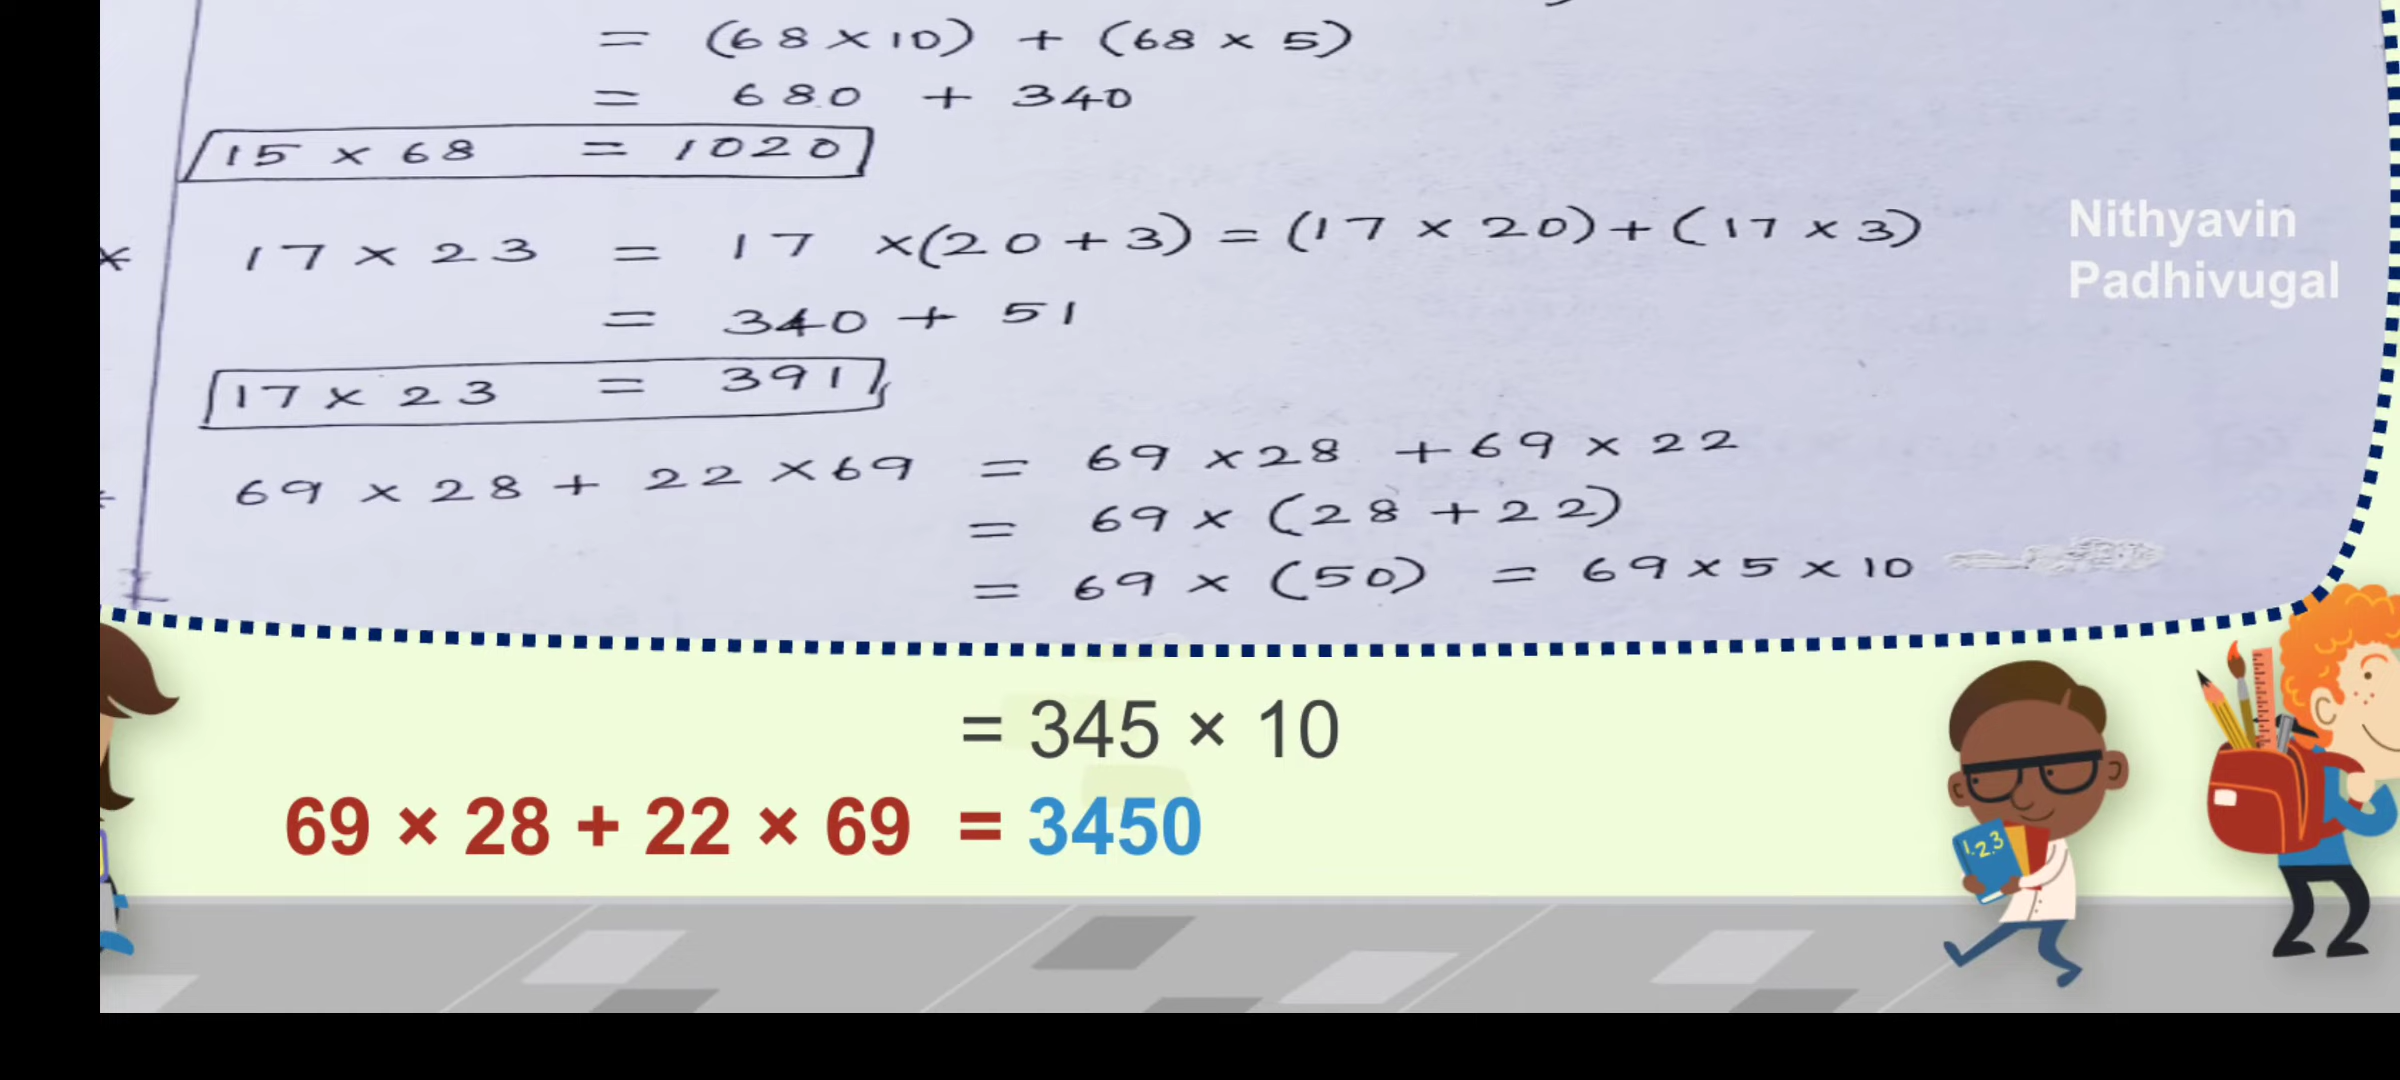 = (68 × 10) + (68 × 5)
= 680 + 340
15 × 68 = 1020
× 17 × 23 = 17 × (20 + 3) = (17 × 20) + (17 × 3)
Nithyavin
Padhivugal
= 340 + 51
17 × 23 = 391
69 × 28 + 22 × 69 = 69 × 28 + 69 × 22
= 69 × (28 + 22)
= 69 × (50) = 69 × 5 × 10
= 345 × 10
69 × 28 + 22 × 69 = 3450
1.2.3